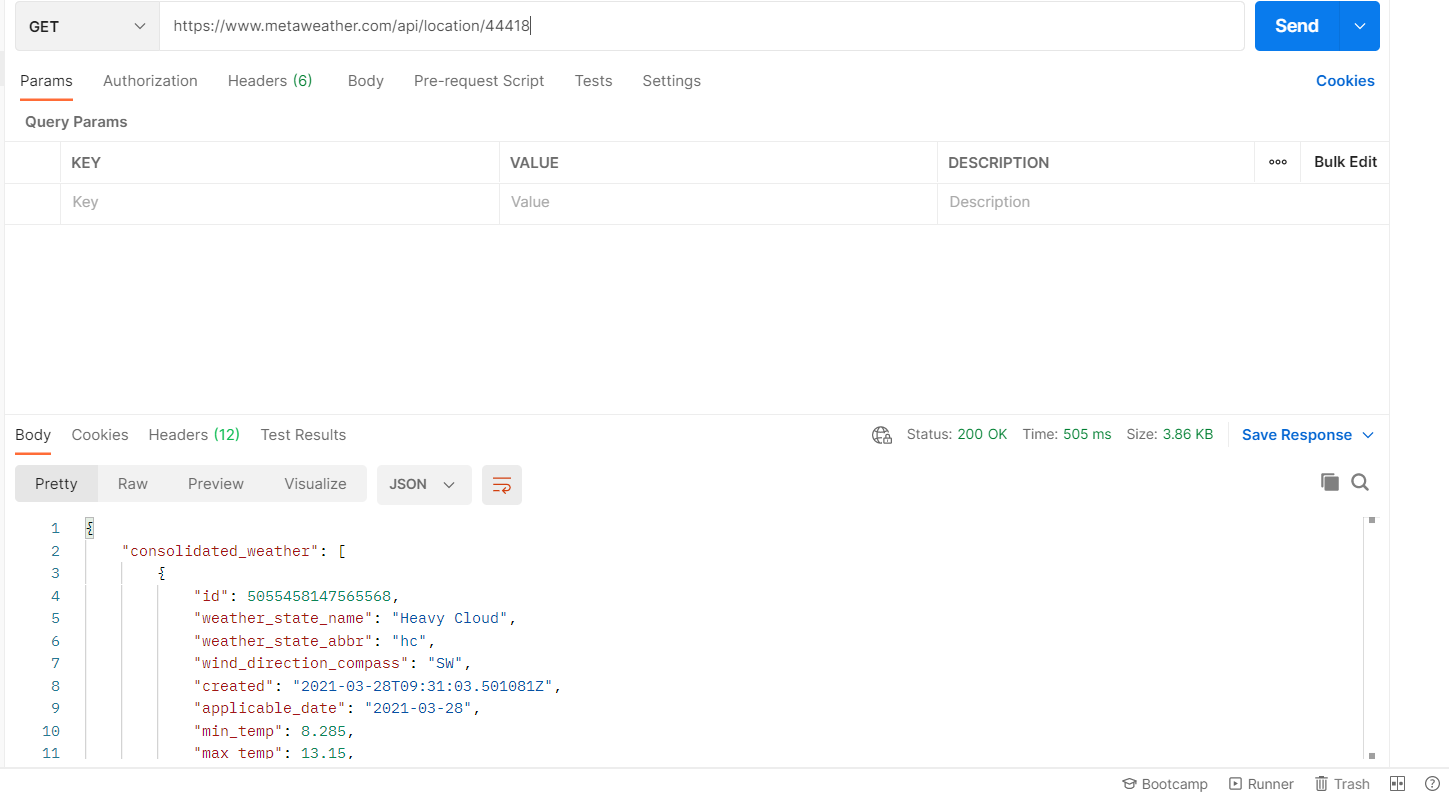 GET https://www.metaweather.com/api/location/44418 Send
Params Authorization Headers (6) Body Pre-request Script Tests Settings Cookies
Query Params
KEY VALUE DESCRIPTION ooo Bulk Edit
Key Value Description
Body Cookies Headers (12) Test Results Status: 200 OK Time: 505 ms Size: 3.86 KB Save Response
Pretty Raw Preview Visualize JSON
1 {
2 "consolidated_weather": [
3 {
4 "id": 5055458147565568,
5 "weather_state_name": "Heavy Cloud",
6 "weather_state_abbr": "hc",
7 "wind_direction_compass": "SW",
8 "created": "2021-03-28T09:31:03.501081Z",
9 "applicable_date": "2021-03-28",
10 "min_temp": 8.285,
11 "max_temp": 13.15,
Bootcamp Runner Trash ?